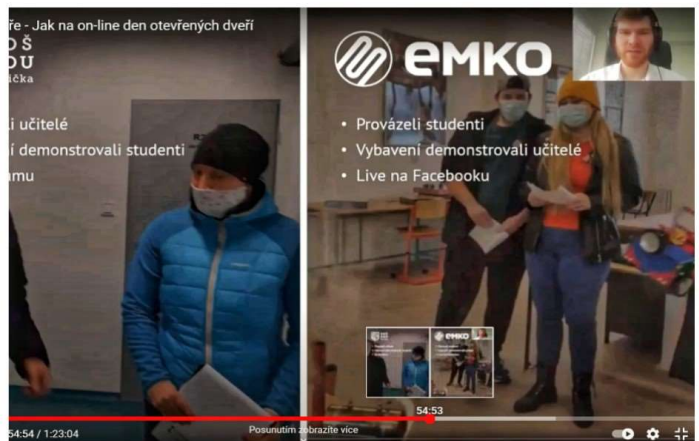 ře - Jak na on-line den otevřených dveří
OŠ
OU
ička
i učitelé
í demonstrovali studenti
amu
emko
• Provázeli studenti
• Vybavení demonstrovali učitelé
• Live na Facebooku
emko
54:53
54:54 / 1:23:04
Posunutím zobrazíte více